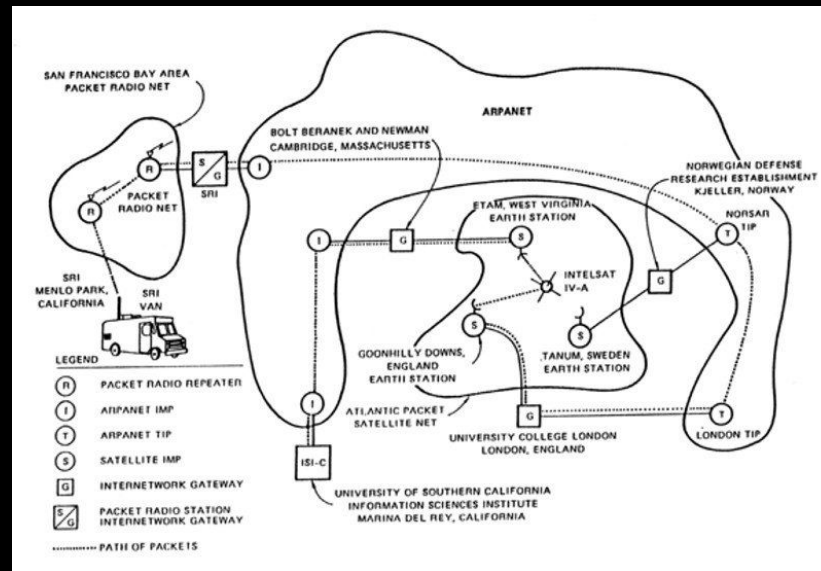 SAN FRANCISCO BAY AREA
PACKET RADIO NET
ARPANET
BOLT BERANEK AND NEWMAN
CAMBRIDGE, MASSACHUSETTS
NORWEGIAN DEFENSE
RESEARCH ESTABLISHMENT
KJELLER, NORWAY
R
S
G
SRI
I
PACKET
RADIO NET
R
ETAM, WEST VIRGINIA
EARTH STATION
NORSAR
TIP
T
I
G
S
INTELSAT
IV-A
G
SRI
MENLO PARK,
CALIFORNIA
SRI
VAN
S
S
GOONHILLY DOWNS,
ENGLAND
EARTH STATION
TANUM, SWEDEN
EARTH STATION
ATLANTIC PACKET
SATELLITE NET
I
G
T
UNIVERSITY COLLEGE LONDON
LONDON, ENGLAND
LONDON TIP
ISI-C
UNIVERSITY OF SOUTHERN CALIFORNIA
INFORMATION SCIENCES INSTITUTE
MARINA DEL REY, CALIFORNIA
LEGEND
R PACKET RADIO REPEATER
I ARPANET IMP
T ARPANET TIP
S SATELLITE IMP
G INTERNETWORK GATEWAY
S
G
PACKET RADIO STATION
INTERNETWORK GATEWAY
PATH OF PACKETS